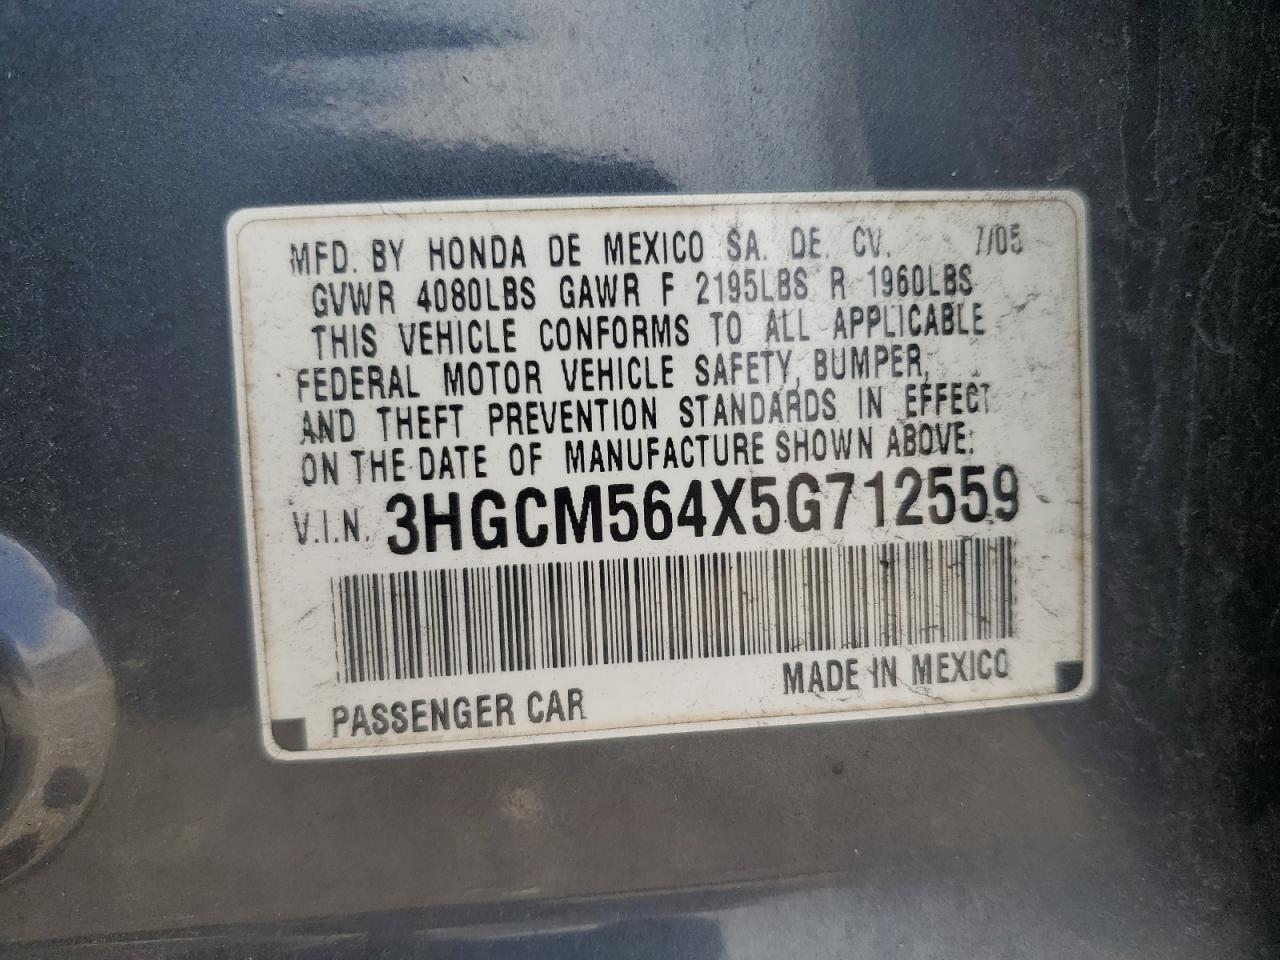 MFD. BY HONDA DE MEXICO SA. DE. CV. 7/05
GVWR 4080LBS GAWR F 2195LBS R 1960LBS
THIS VEHICLE CONFORMS TO ALL APPLICABLE
FEDERAL MOTOR VEHICLE SAFETY, BUMPER,
AND THEFT PREVENTION STANDARDS IN EFFECT
ON THE DATE OF MANUFACTURE SHOWN ABOVE:
V.I.N. 3HGCM564X5G712559
PASSENGER CAR MADE IN MEXICO